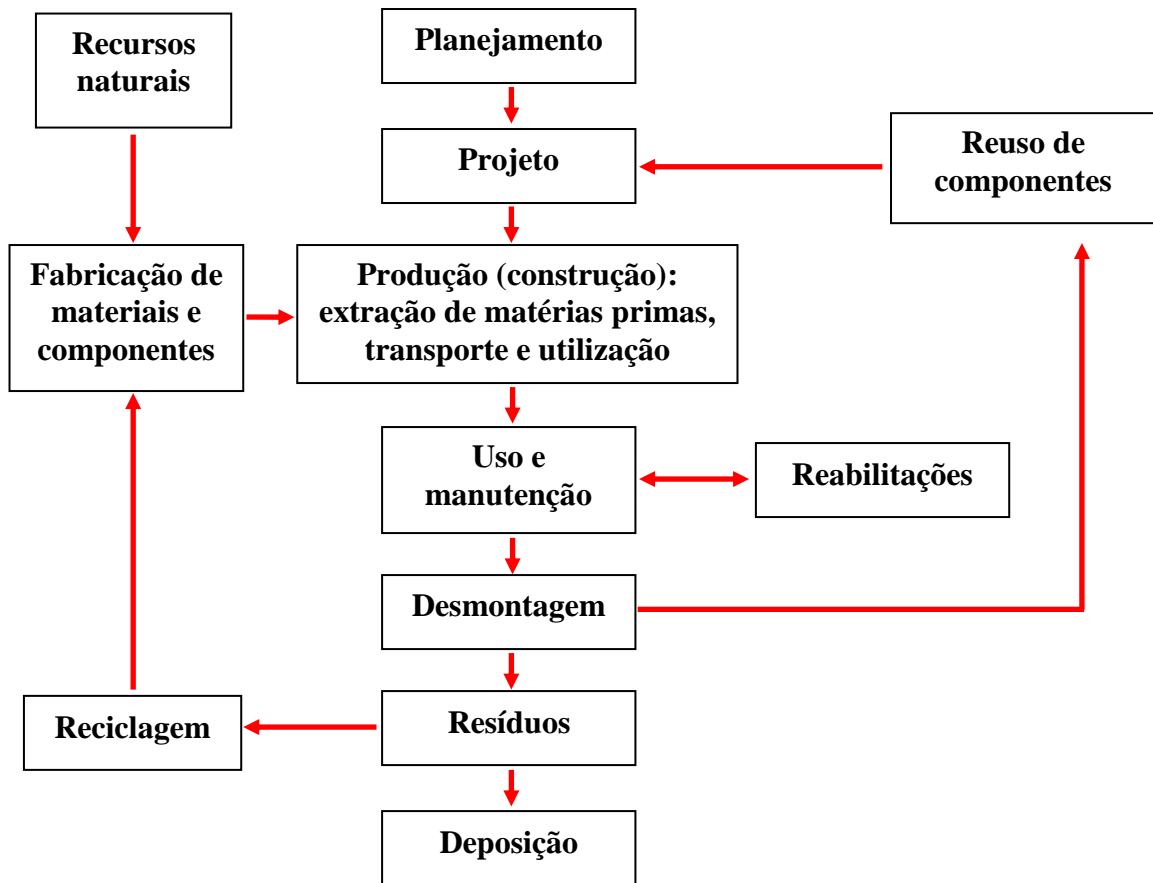 Recursos
naturais
Planejamento
Projeto
Reuso de
componentes
Fabricação de
materiais e
componentes
Produção (construção):
extração de matérias primas,
transporte e utilização
Uso e
manutenção
Reabilitações
Desmontagem
Reciclagem
Resíduos
Deposição